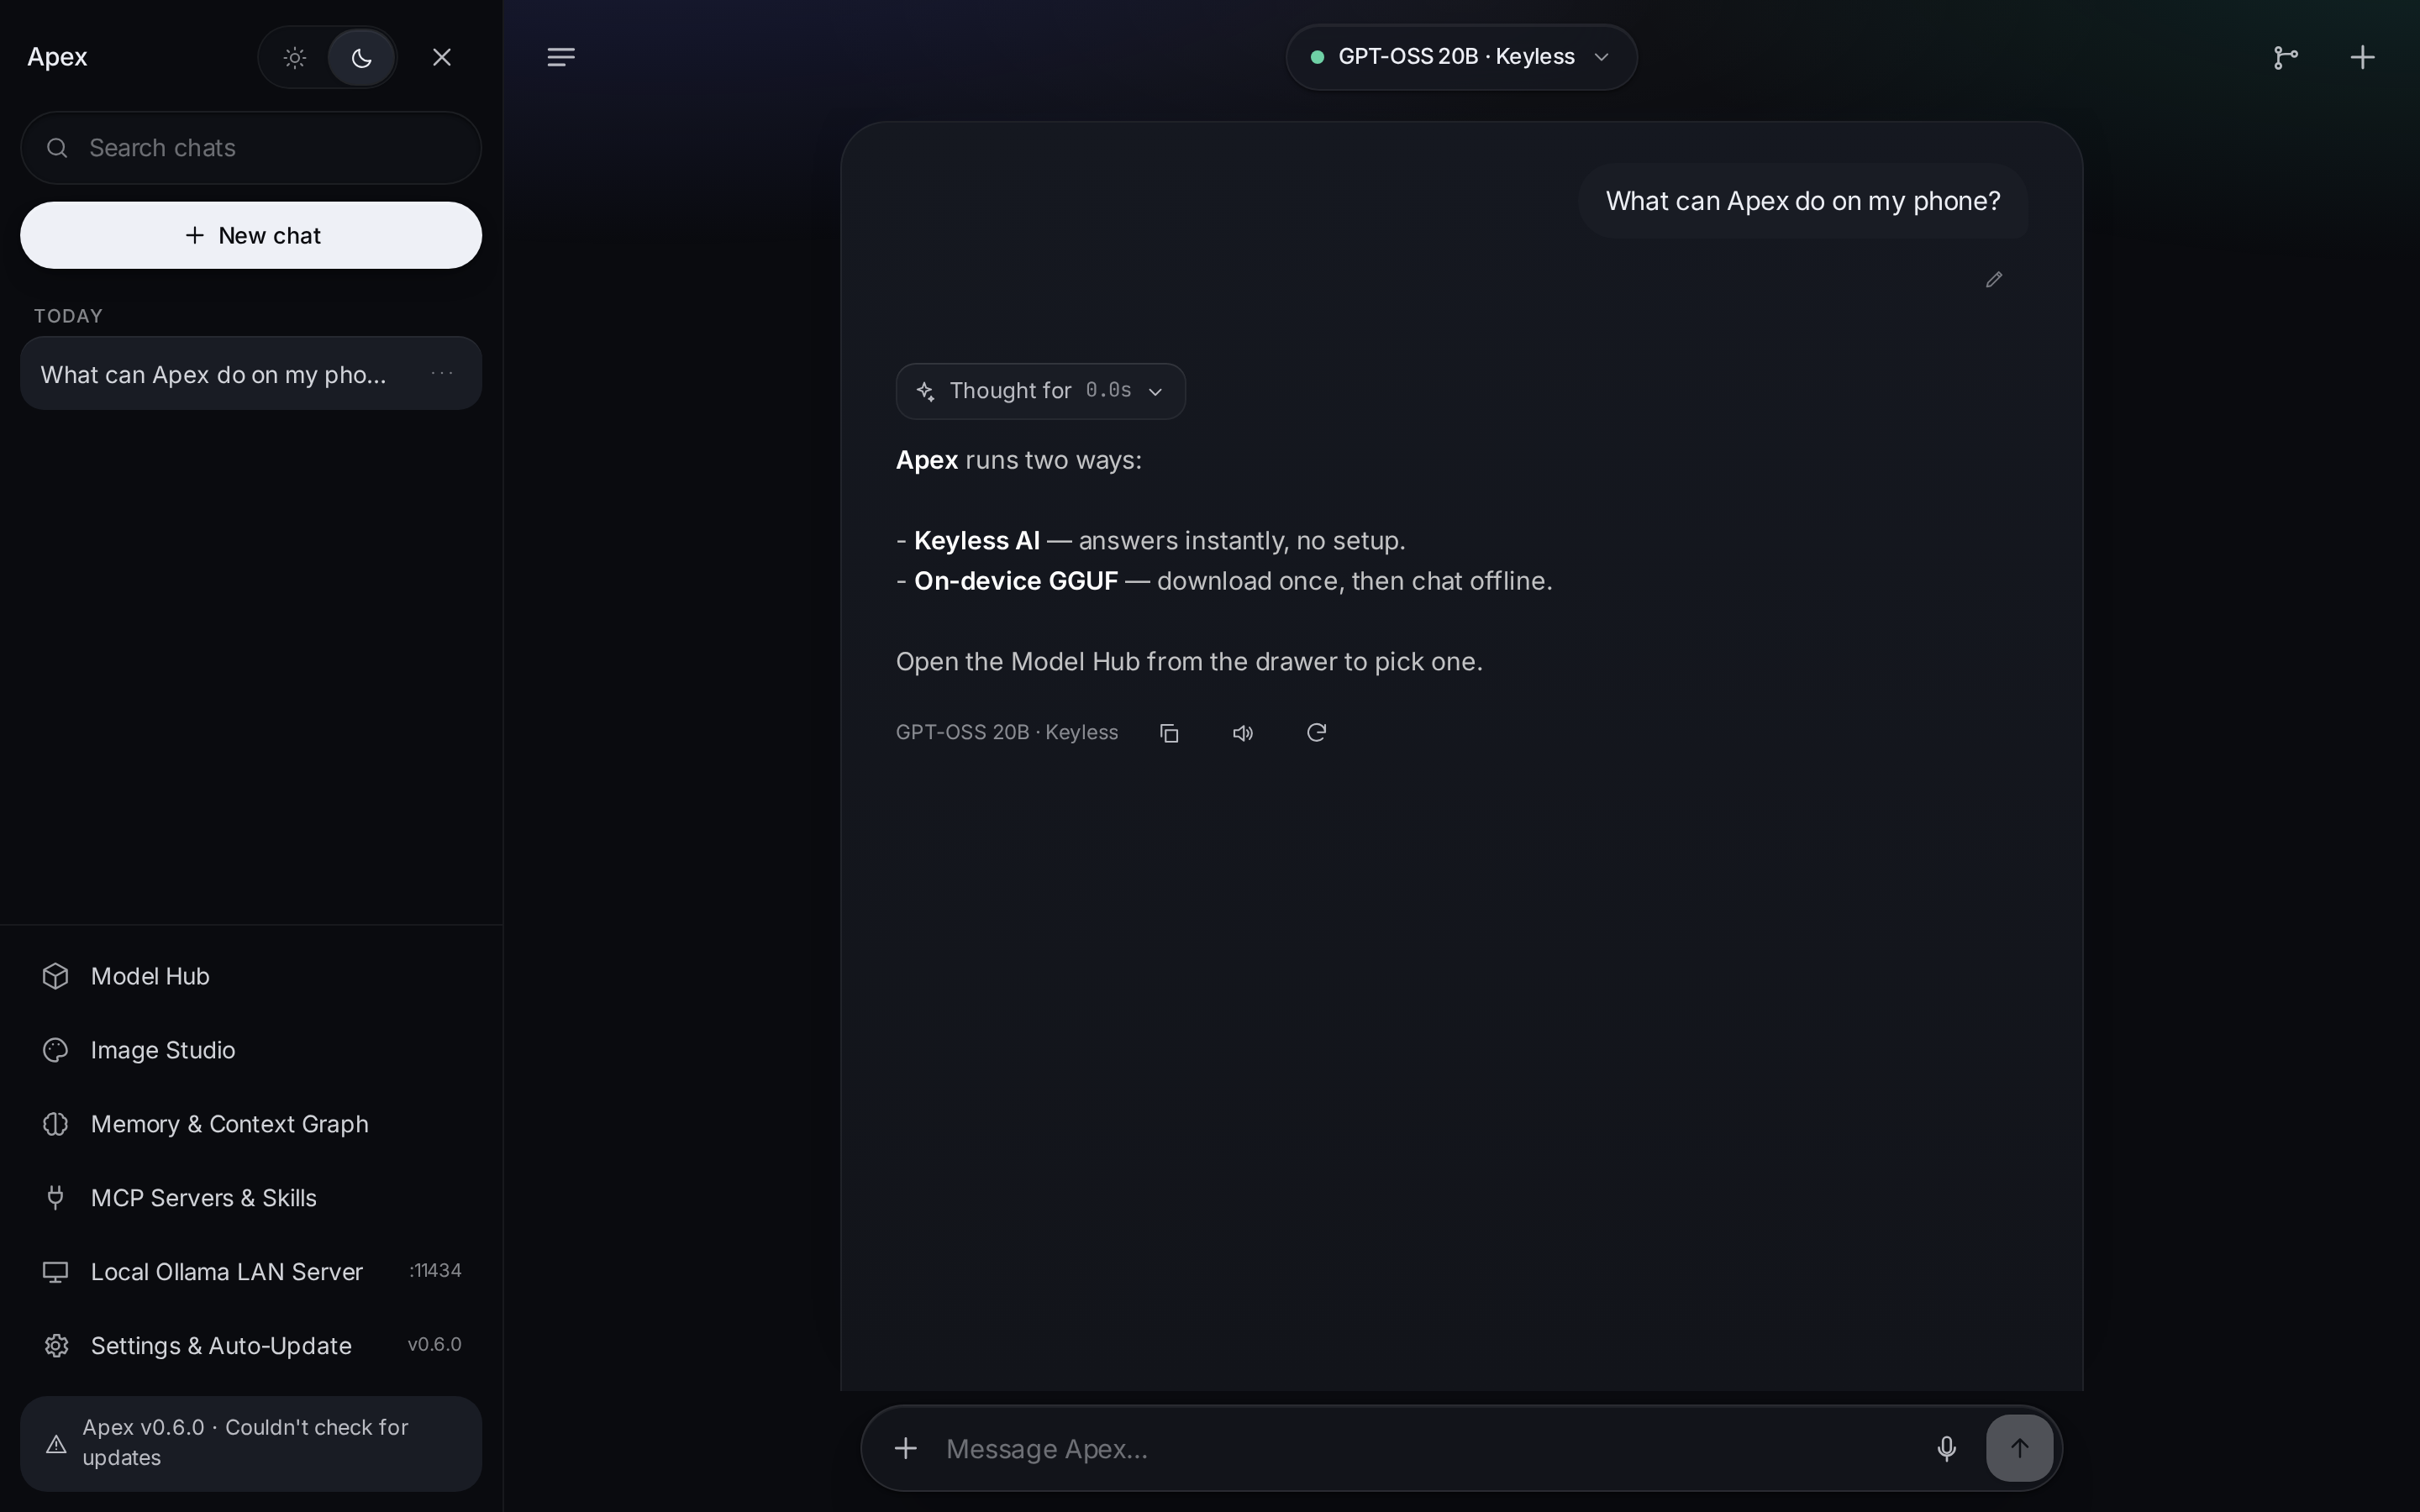 Apex
Search chats
New chat
TODAY
What can Apex do on my pho...
Model Hub
Image Studio
Memory & Context Graph
MCP Servers & Skills
Local Ollama LAN Server :11434
Settings & Auto-Update v0.6.0
Apex v0.6.0 · Couldn't check for
updates
GPT-OSS 20B · Keyless
What can Apex do on my phone?
Thought for 0.0s
Apex runs two ways:
- Keyless AI — answers instantly, no setup.
- On-device GGUF — download once, then chat offline.
Open the Model Hub from the drawer to pick one.
GPT-OSS 20B · Keyless
Message Apex...